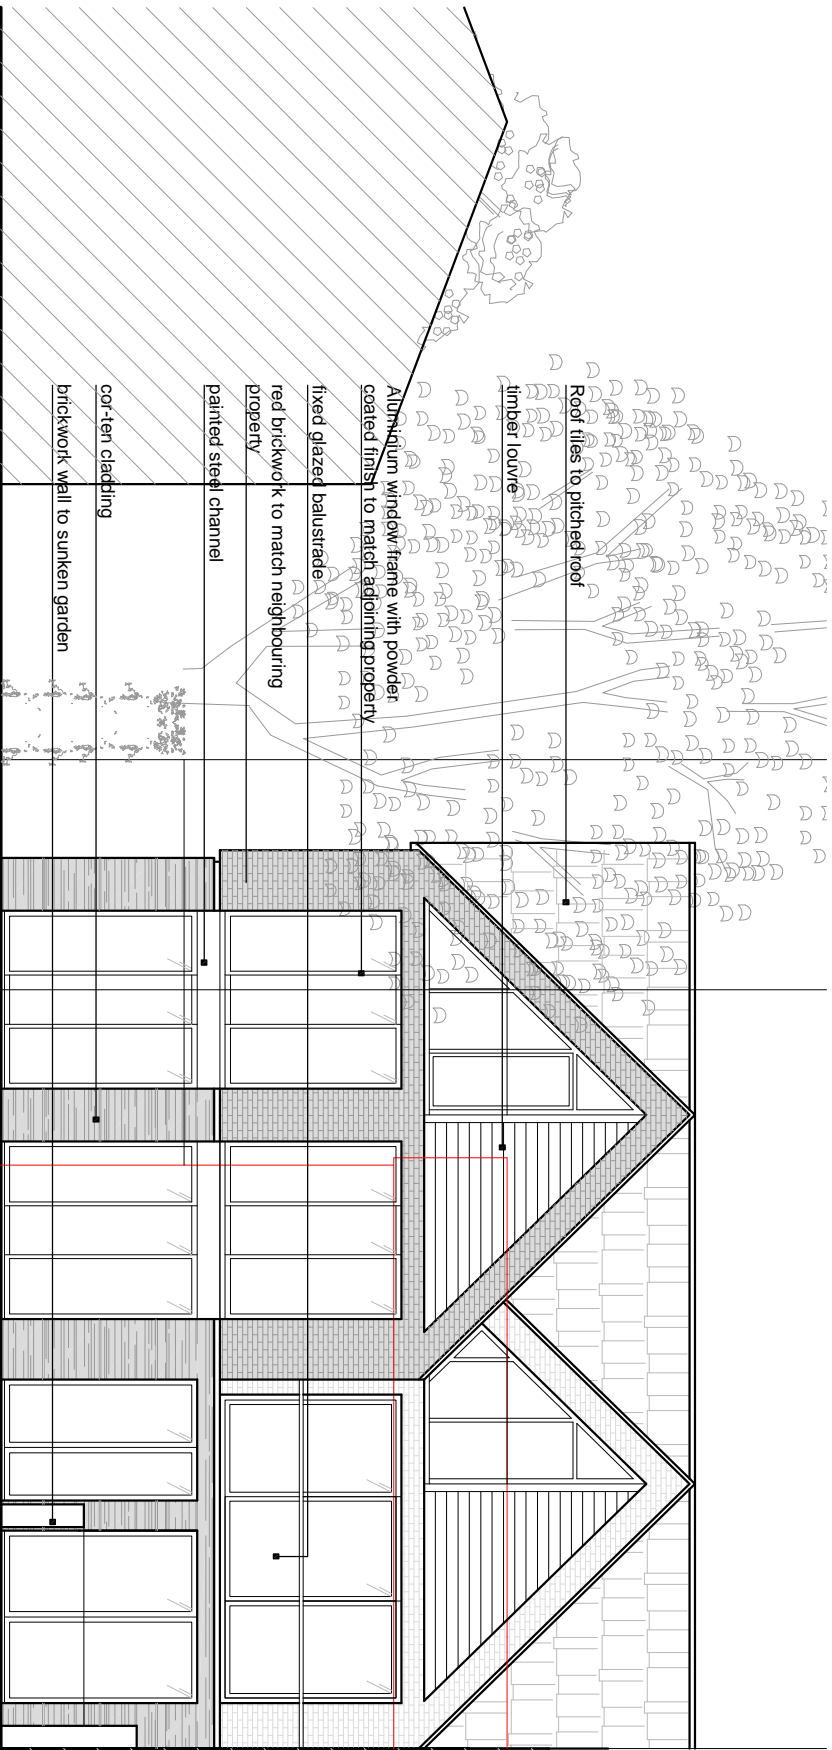 Roof tiles to pitched roof
timber louvre
Aluminium window frame with powder
coated finish to match adjoining property
fixed glazed balustrade
red brickwork to match neighbouring
property
painted steel channel
cor-ten cladding
brickwork wall to sunken garden